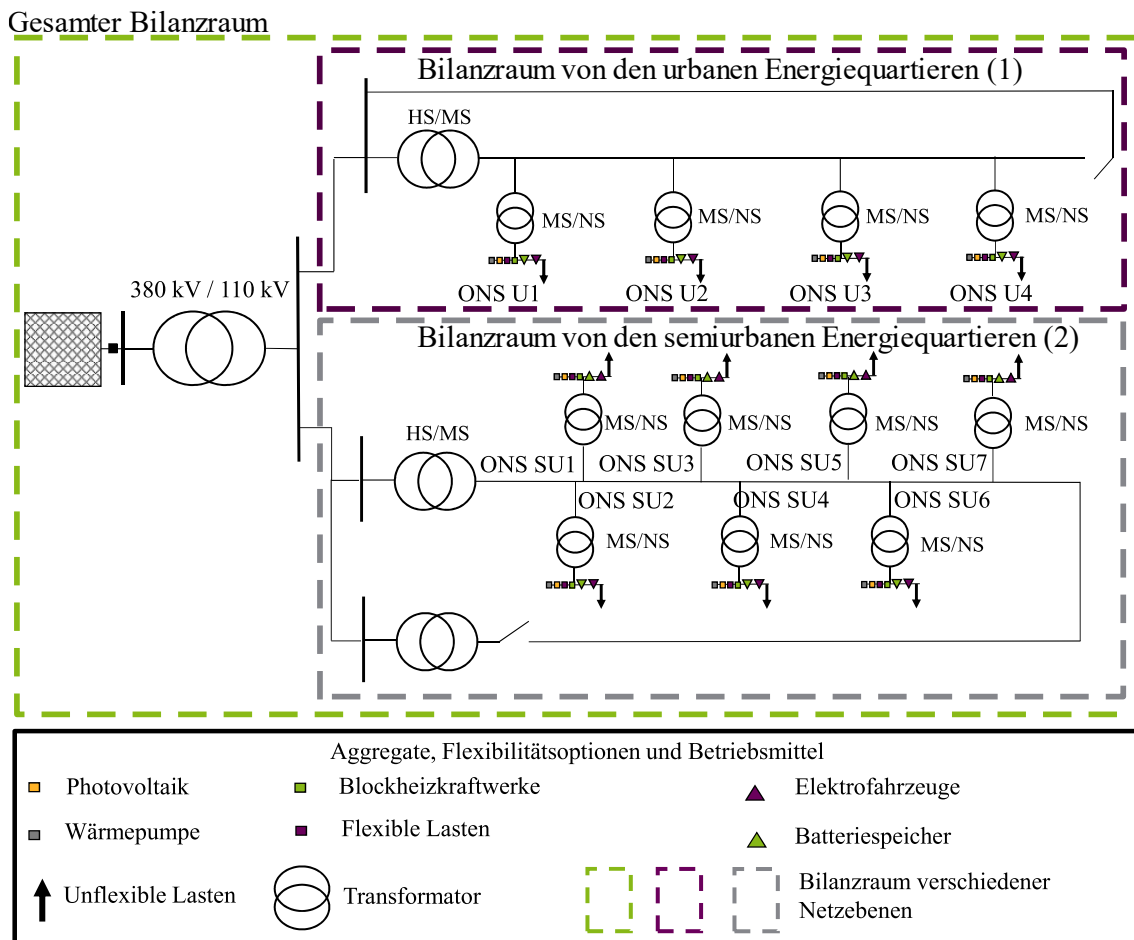 Gesamter Bilanzraum
Bilanzraum von den urbanen Energiequartieren (1)
HS/MS
MS/NS
MS/NS
MS/NS
MS/NS
ONS U1
ONS U2
ONS U3
ONS U4
380 kV / 110 kV
Bilanzraum von den semiurbanen Energiequartieren (2)
HS/MS
MS/NS
MS/NS
MS/NS
MS/NS
ONS SU1
ONS SU3
ONS SU5
ONS SU7
ONS SU2
ONS SU4
ONS SU6
MS/NS
MS/NS
MS/NS
Aggregate, Flexibilitätsoptionen und Betriebsmittel
Photovoltaik
Blockheizkraftwerke
Elektrofahrzeuge
Wärmepumpe
Flexible Lasten
Batteriespeicher
Unflexible Lasten
Transformator
Bilanzraum verschiedener
Netzebenen